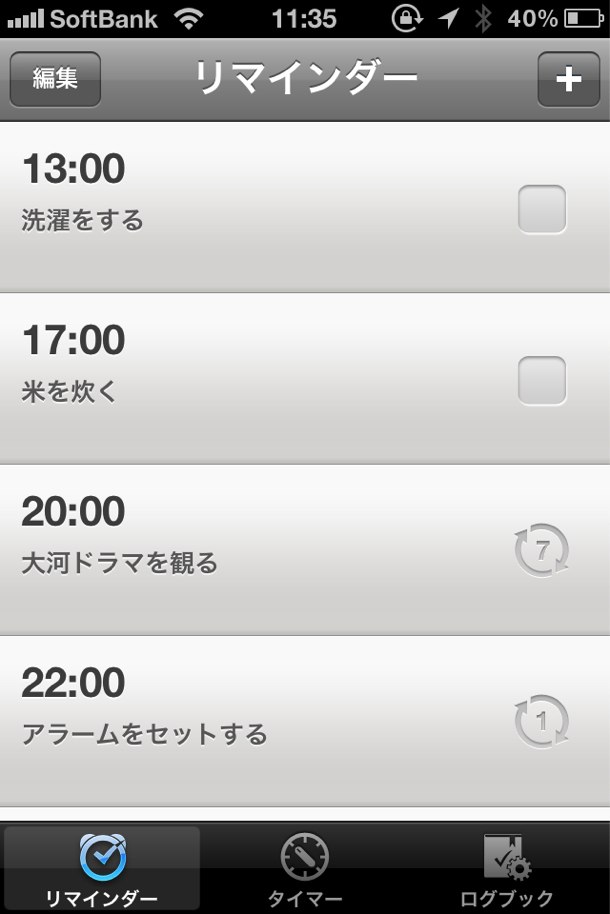 SoftBank 11:35 40%
編集 リマインダー +
13:00
洗濯をする
17:00
米を炊く
20:00
大河ドラマを観る
7
22:00
アラームをセットする
1
リマインダー タイマー ログブック